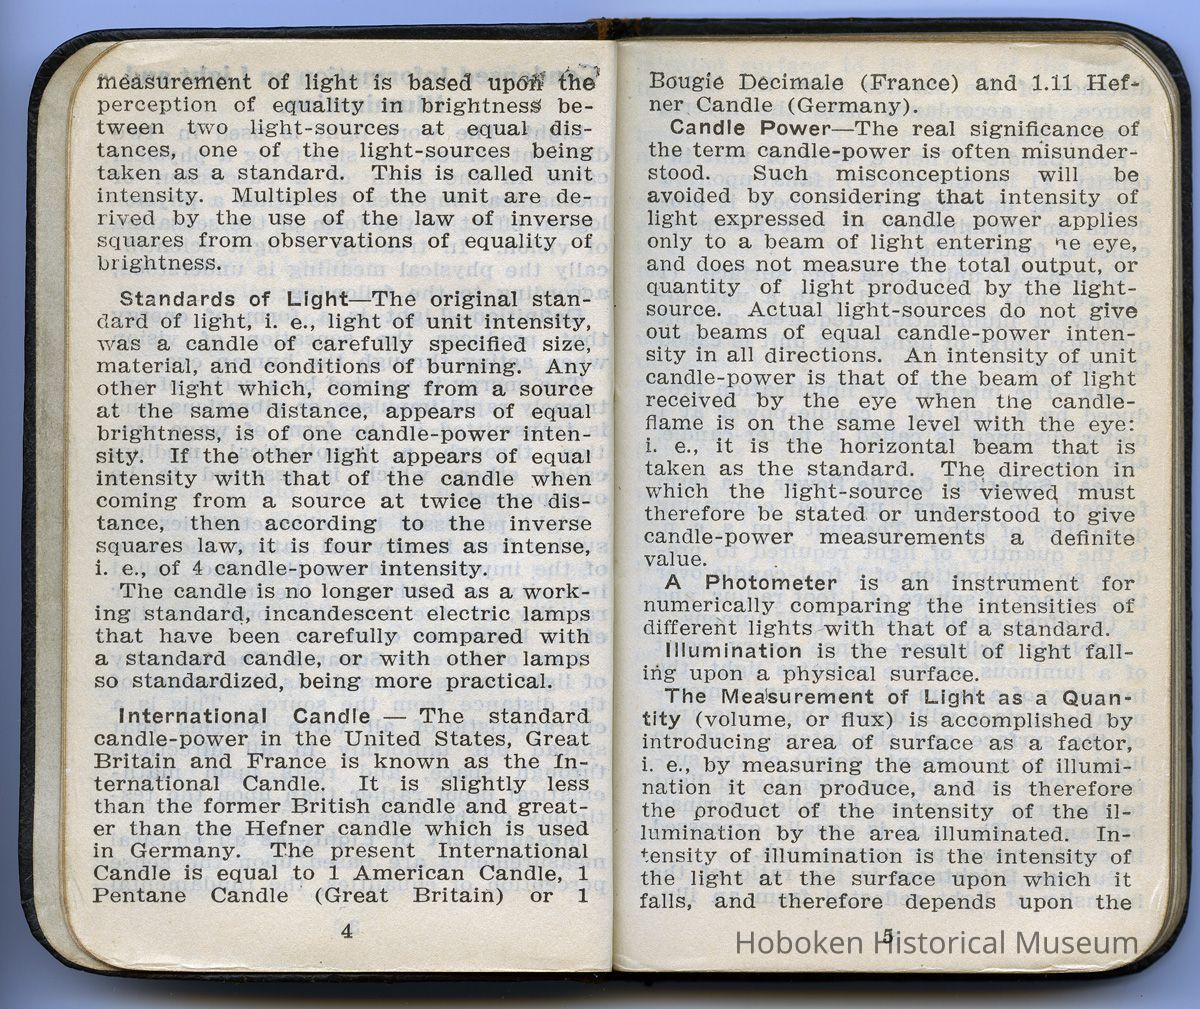 measurement of light is based upon the
perception of equality in brightness be-
tween two light-sources at equal dis-
tances, one of the light-sources being
taken as a standard. This is called unit
intensity. Multiples of the unit are de-
rived by the use of the law of inverse
squares from observations of equality of
brightness.
Standards of Light—The original stan-
dard of light, i. e., light of unit intensity,
was a candle of carefully specified size,
material, and conditions of burning. Any
other light which, coming from a source
at the same distance, appears of equal
brightness, is of one candle-power inten-
sity. If the other light appears of equal
intensity with that of the candle when
coming from a source at twice the dis-
tance, then according to the inverse
squares law, it is four times as intense,
i. e., of 4 candle-power intensity.
The candle is no longer used as a work-
ing standard, incandescent electric lamps
that have been carefully compared with
a standard candle, or with other lamps
so standardized, being more practical.
International Candle — The standard
candle-power in the United States, Great
Britain and France is known as the In-
ternational Candle. It is slightly less
than the former British candle and great-
er than the Hefner candle which is used
in Germany. The present International
Candle is equal to 1 American Candle, 1
Pentane Candle (Great Britain) or 1
4
Bougie Decimale (France) and 1.11 Hef-
ner Candle (Germany).
Candle Power—The real significance of
the term candle-power is often misunder-
stood. Such misconceptions will be
avoided by considering that intensity of
light expressed in candle power applies
only to a beam of light entering he eye,
and does not measure the total output, or
quantity of light produced by the light-
source. Actual light-sources do not give
out beams of equal candle-power inten-
sity in all directions. An intensity of unit
candle-power is that of the beam of light
received by the eye when the candle-
flame is on the same level with the eye:
i. e., it is the horizontal beam that is
taken as the standard. The direction in
which the light-source is viewed must
therefore be stated or understood to give
candle-power measurements a definite
value.
A Photometer is an instrument for
numerically comparing the intensities of
different lights with that of a standard.
Illumination is the result of light fall-
ing upon a physical surface.
The Measurement of Light as a Quan-
tity (volume, or flux) is accomplished by
introducing area of surface as a factor,
i. e., by measuring the amount of illumi-
nation it can produce, and is therefore
the product of the intensity of the il-
lumination by the area illuminated. In-
tensity of illumination is the intensity of
the light at the surface upon which it
falls, and therefore depends upon the
5
Hoboken Historical Museum